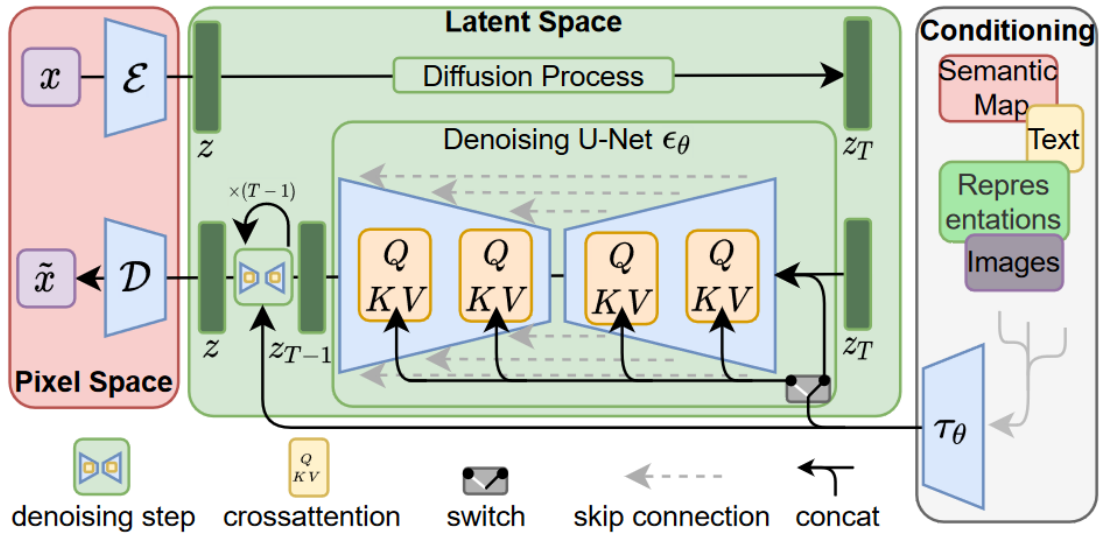 Latent Space
Conditioning
x
ℰ
z
Diffusion Process
z_T
Semantic
Map
Text
Repres
entations
Images
Denoising U-Net ϵ_θ
×(T−1)
x̃
𝒟
z
z_{T−1}
Q
KV
Q
KV
Q
KV
Q
KV
z_T
Pixel Space
τ_θ
Q
KV
denoising step
crossattention
switch
skip connection
concat